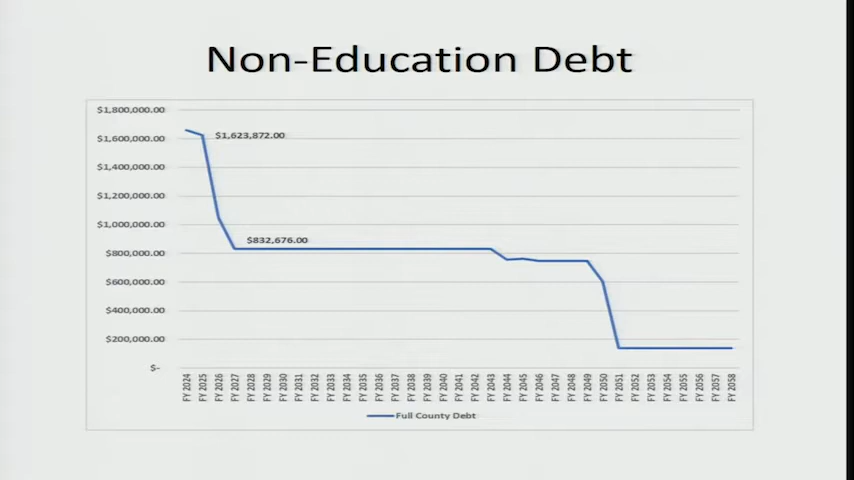 Non-Education Debt
$1,800,000.00
$1,600,000.00
$1,400,000.00
$1,200,000.00
$1,000,000.00
$800,000.00
$600,000.00
$400,000.00
$200,000.00
$-
$1,623,872.00
$832,676.00
FY 2024
FY 2025
FY 2026
FY 2027
FY 2028
FY 2029
FY 2030
FY 2031
FY 2032
FY 2033
FY 2034
FY 2035
FY 2036
FY 2037
FY 2038
FY 2039
FY 2040
FY 2041
FY 2042
FY 2043
FY 2044
FY 2045
FY 2046
FY 2047
FY 2048
FY 2049
FY 2050
FY 2051
FY 2052
FY 2053
FY 2054
FY 2055
FY 2056
FY 2057
FY 2058
Full County Debt